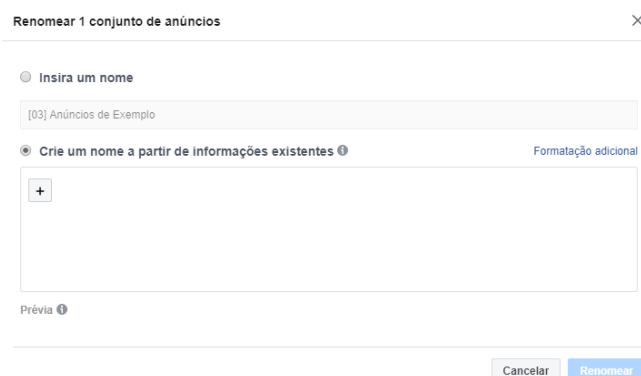 Renomear 1 conjunto de anúncios
Insira um nome
[03] Anúncios de Exemplo
Crie um nome a partir de informações existentes
Formatação adicional
+
Prévia
Cancelar
Renomear